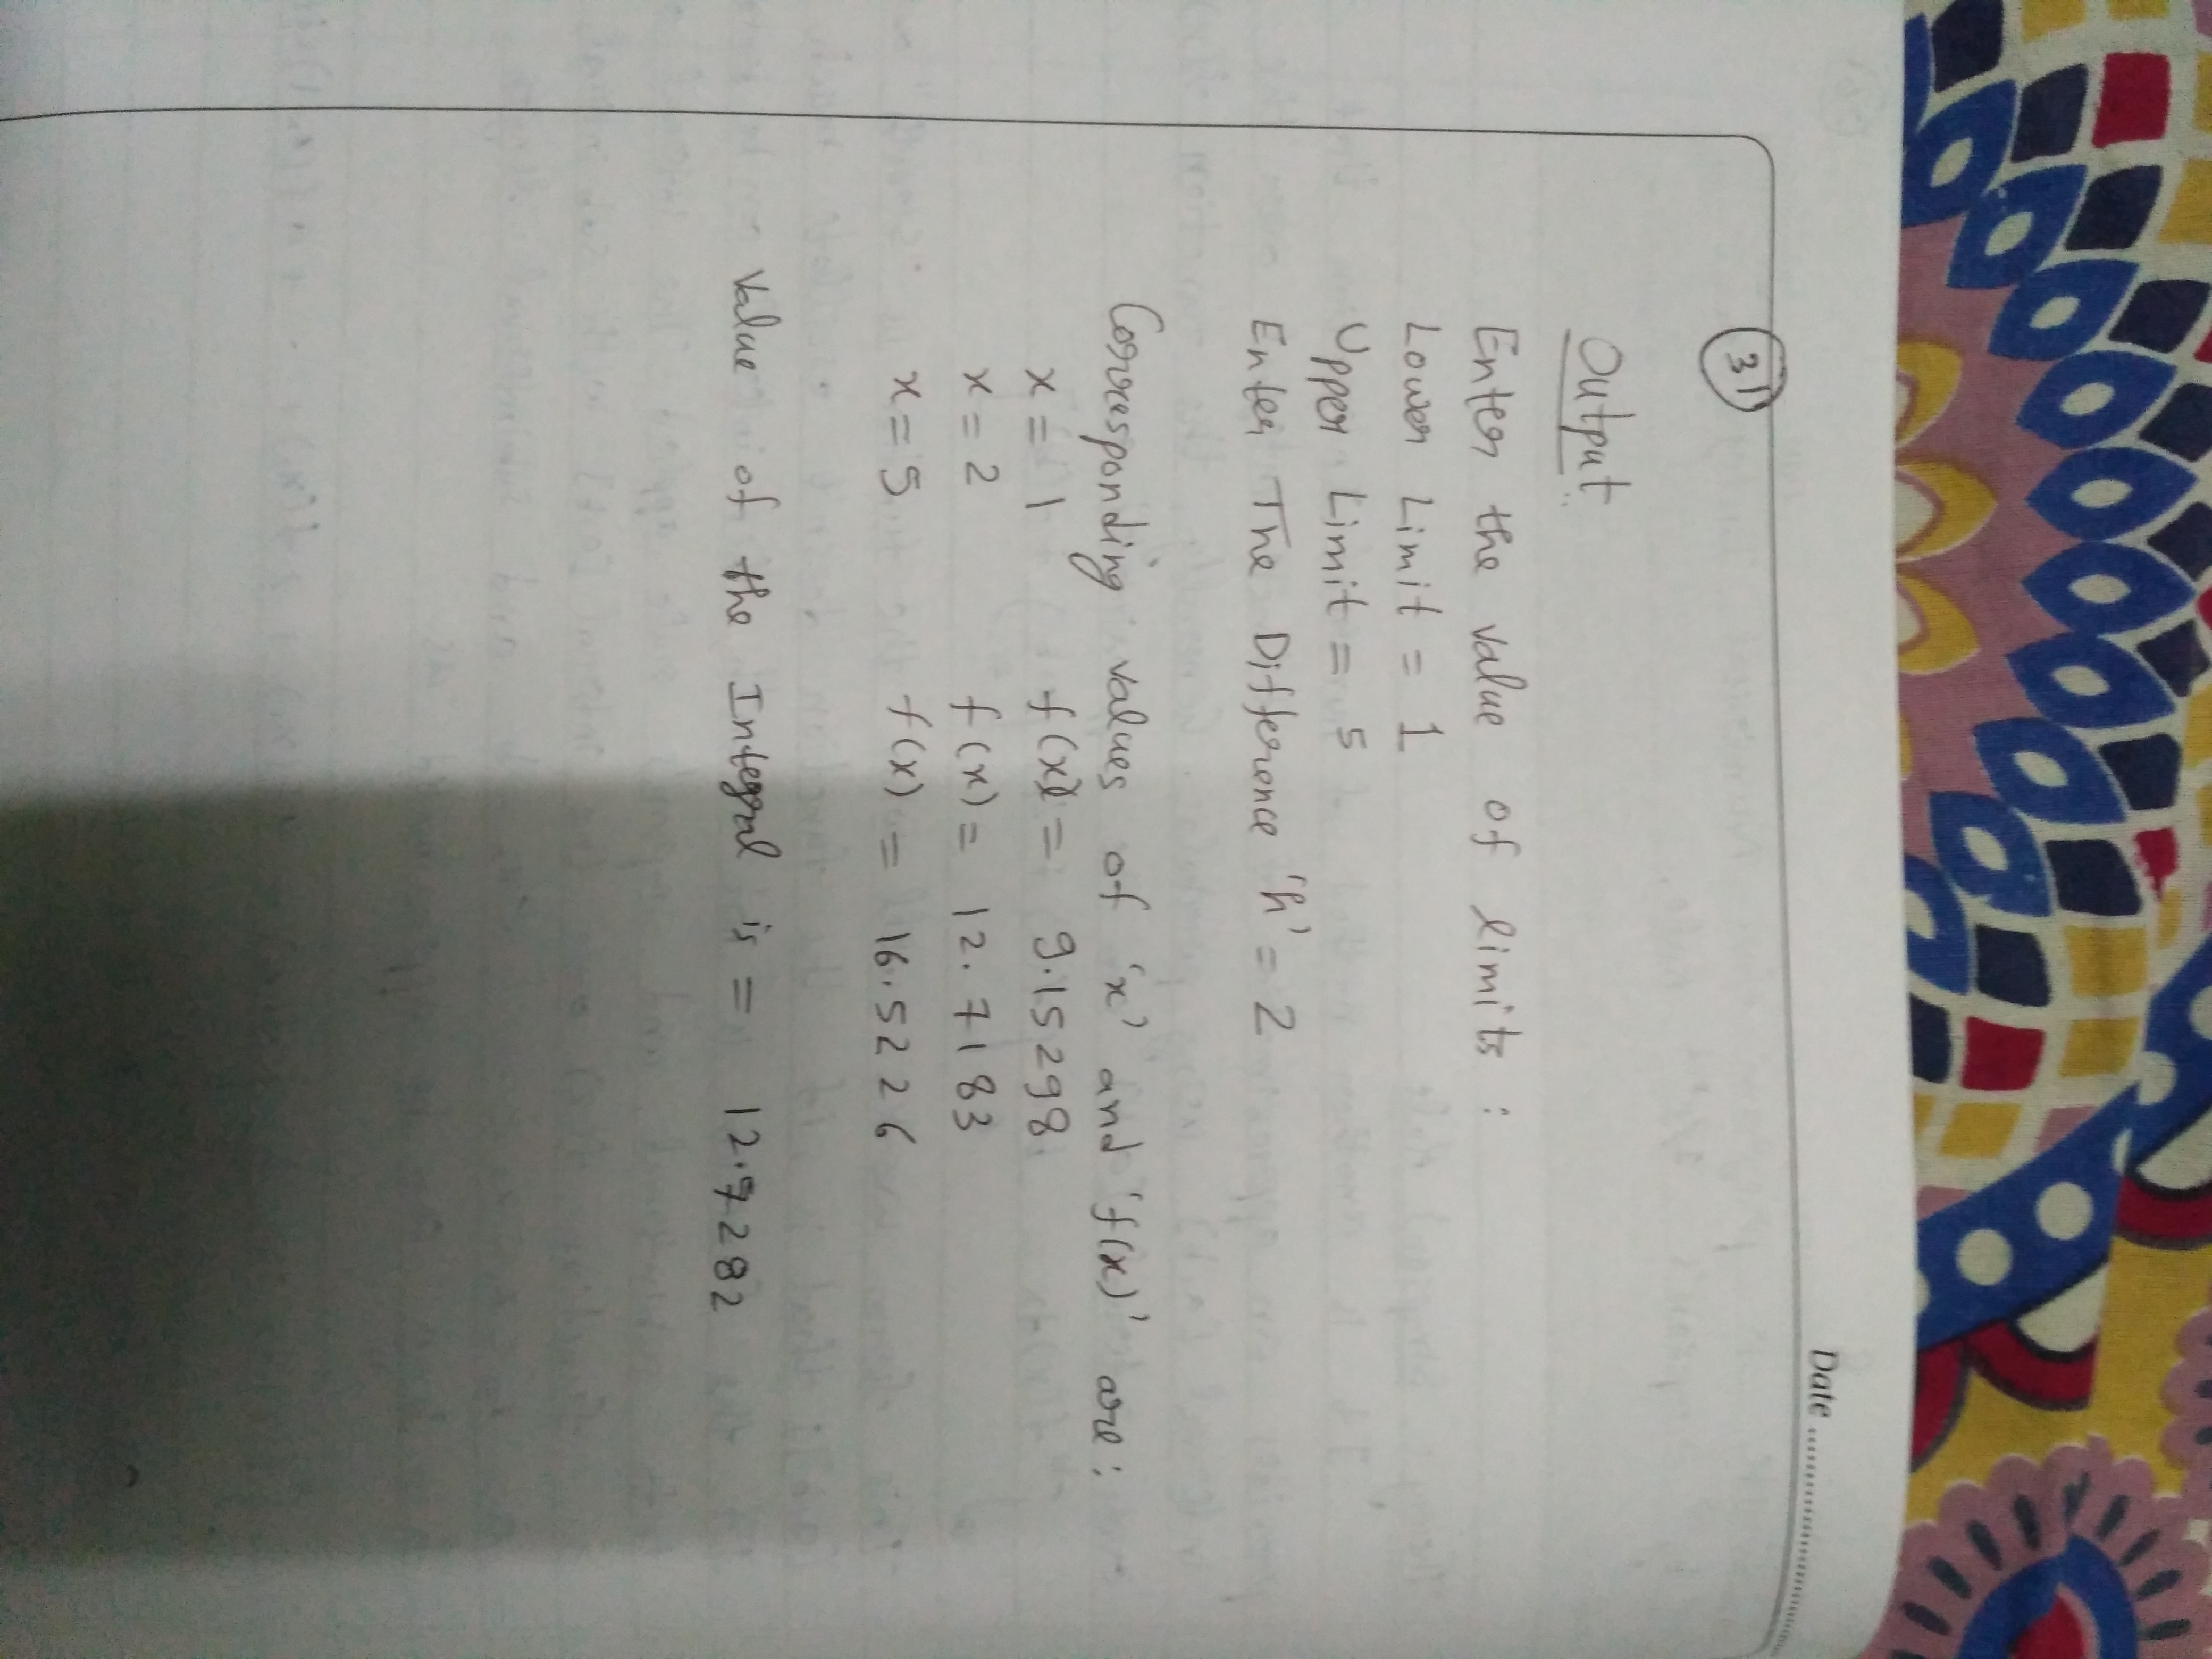 Date
31
Output
Enter the value of limits :
Lower Limit = 1
Upper Limit = 5
Enter The Difference 'h' = 2
Corresponding values of 'x' and 'f(x)' are :
x = 1 f(x) = 9.15298
x = 2 f(x) = 12.7183
x = 5 f(x) = 16.5226
Value of the Integral is = 12.7282